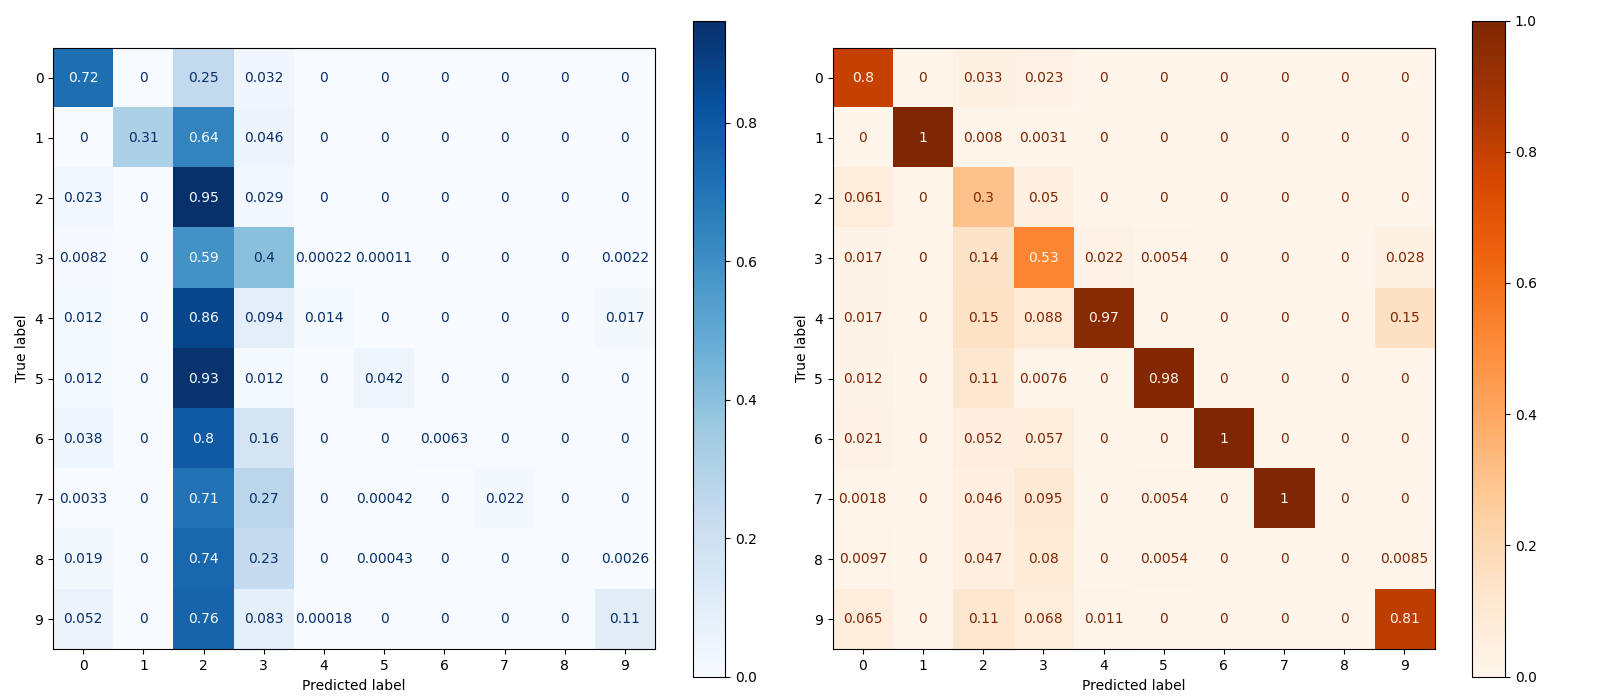 0 0.72 0 0.25 0.032 0 0 0 0 0 0
1 0 0.31 0.64 0.046 0 0 0 0 0 0
2 0.023 0 0.95 0.029 0 0 0 0 0 0
3 0.0082 0 0.59 0.4 0.00022 0.00011 0 0 0 0.0022
4 0.012 0 0.86 0.094 0.014 0 0 0 0 0.017
5 0.012 0 0.93 0.012 0 0.042 0 0 0 0
6 0.038 0 0.8 0.16 0 0 0.0063 0 0 0
7 0.0033 0 0.71 0.27 0 0.00042 0 0.022 0 0
8 0.019 0 0.74 0.23 0 0.00043 0 0 0 0.0026
9 0.052 0 0.76 0.083 0.00018 0 0 0 0 0.11
0 1 2 3 4 5 6 7 8 9
Predicted label
True label
0.8
0.6
0.4
0.2
0.0
0 0.8 0 0.033 0.023 0 0 0 0 0 0
1 0 1 0.008 0.0031 0 0 0 0 0 0
2 0.061 0 0.3 0.05 0 0 0 0 0 0
3 0.017 0 0.14 0.53 0.022 0.0054 0 0 0 0.028
4 0.017 0 0.15 0.088 0.97 0 0 0 0 0.15
5 0.012 0 0.11 0.0076 0 0.98 0 0 0 0
6 0.021 0 0.052 0.057 0 0 1 0 0 0
7 0.0018 0 0.046 0.095 0 0.0054 0 1 0 0
8 0.0097 0 0.047 0.08 0 0.0054 0 0 0 0.0085
9 0.065 0 0.11 0.068 0.011 0 0 0 0 0.81
0 1 2 3 4 5 6 7 8 9
Predicted label
True label
1.0
0.8
0.6
0.4
0.2
0.0